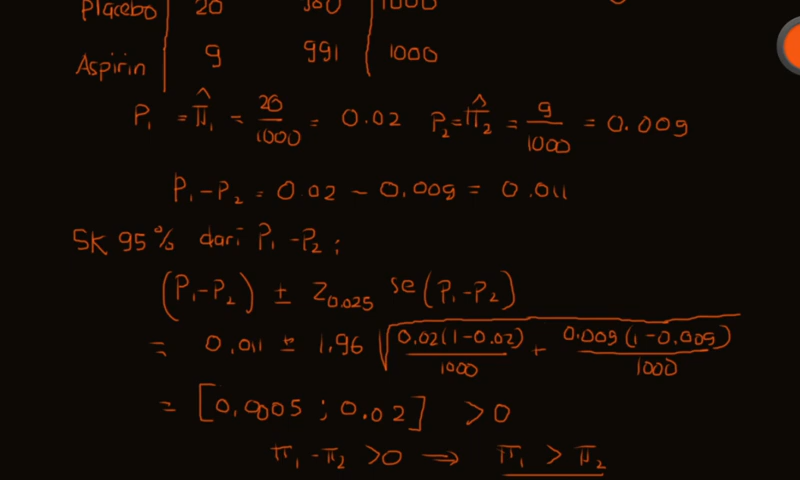 Placebo | 20 980 | 1000
Aspirin | 9 991 | 1000
P₁ = π̂₁ = 20/1000 = 0.02 P₂ = π̂₂ = 9/1000 = 0.009
P₁ - P₂ = 0.02 - 0.009 = 0.011
SK 95% dari P₁ - P₂ ;
(P₁ - P₂) ± Z₀.₀₂₅ se (P₁ - P₂)
= 0.011 ± 1.96 √(0.02(1-0.02)/1000 + 0.009(1-0.009)/1000)
= [0.0005 ; 0.02] > 0
π₁ - π₂ > 0 → π₁ > π₂